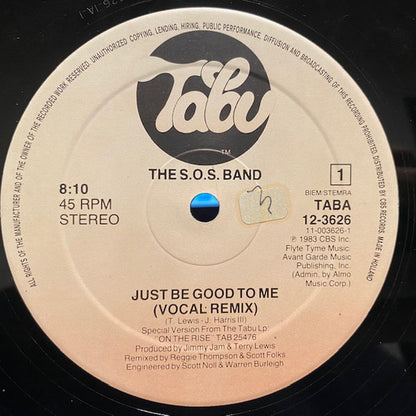 ALL RIGHTS OF THE MANUFACTURER AND OF THE OWNER OF THE RECORDED WORK RESERVED. UNAUTHORIZED COPYING, LENDING, HIRING, PUBLIC PERFORMANCE, DIFFUSION AND BROADCASTING OF THIS RECORDING PROHIBITED. DISTRIBUTED BY CBS RECORDS. MADE IN HOLLAND
Tabu
TM
THE S.O.S. BAND
8:10
45 RPM
STEREO
1
BIEM/STEMRA
TABA
12-3626
11-003626-1
℗ 1983 CBS Inc.
Flyte Tyme Music/
Avant Garde Music
Publishing, Inc.
(Admin. by Almo
Music Corp.)
JUST BE GOOD TO ME
(VOCAL REMIX)
(T. Lewis - J. Harris III)
Special Version From The Tabu Lp:
"ON THE RISE" TAB 25476
Produced by Jimmy Jam & Terry Lewis
Remixed by Reggie Thompson & Scott Folks
Engineered by Scott Noll & Warren Burleigh